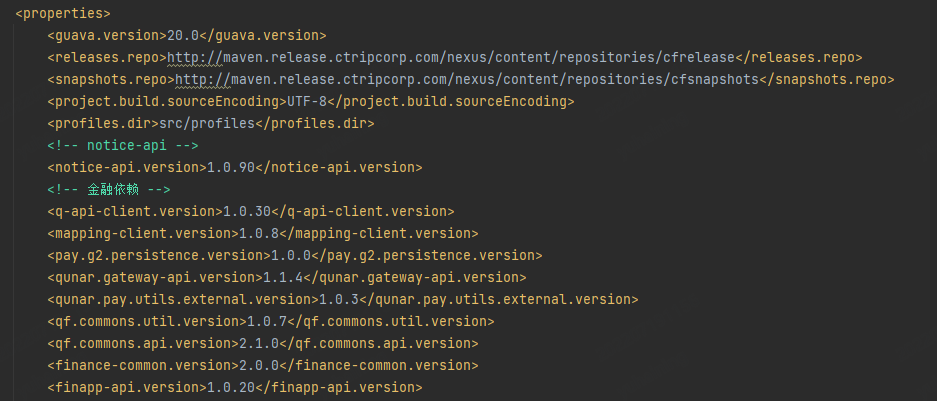 <properties>
<guava.version>20.0</guava.version>
<releases.repo>http://maven.release.ctripcorp.com/nexus/content/repositories/cfrelease</releases.repo>
<snapshots.repo>http://maven.release.ctripcorp.com/nexus/content/repositories/cfsnapshots</snapshots.repo>
<project.build.sourceEncoding>UTF-8</project.build.sourceEncoding>
<profiles.dir>src/profiles</profiles.dir>
<!-- notice-api -->
<notice-api.version>1.0.90</notice-api.version>
<!-- 金融依赖 -->
<q-api-client.version>1.0.30</q-api-client.version>
<mapping-client.version>1.0.8</mapping-client.version>
<pay.g2.persistence.version>1.0.0</pay.g2.persistence.version>
<qunar.gateway-api.version>1.1.4</qunar.gateway-api.version>
<qunar.pay.utils.external.version>1.0.3</qunar.pay.utils.external.version>
<qf.commons.util.version>1.0.7</qf.commons.util.version>
<qf.commons.api.version>2.1.0</qf.commons.api.version>
<finance-common.version>2.0.0</finance-common.version>
<finapp-api.version>1.0.20</finapp-api.version>